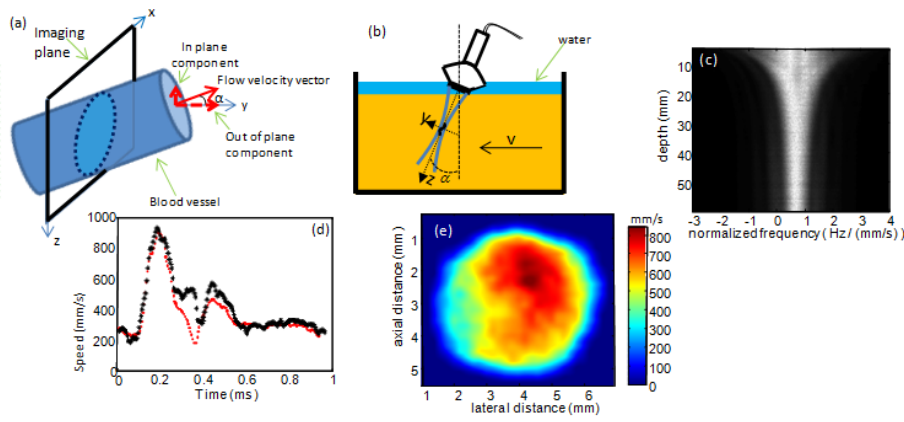 (a)
x
Imaging
plane
In plane
component
Flow velocity vector
α
y
Out of plane
component
Blood vessel
z
(b)
water
y
z
α
V
(c)
depth (mm)
10
20
30
40
50
-3 -2 -1 0 1 2 3 4
normalized frequency ( Hz / (mm/s) )
(d)
Speed (mm/s)
1000
800
600
400
200
0
0 0.2 0.4 0.6 0.8 1
Time (ms)
(e)
axial distance (mm)
1
2
3
4
5
1 2 3 4 5 6
lateral distance (mm)
mm/s
800
700
600
500
400
300
200
100
0